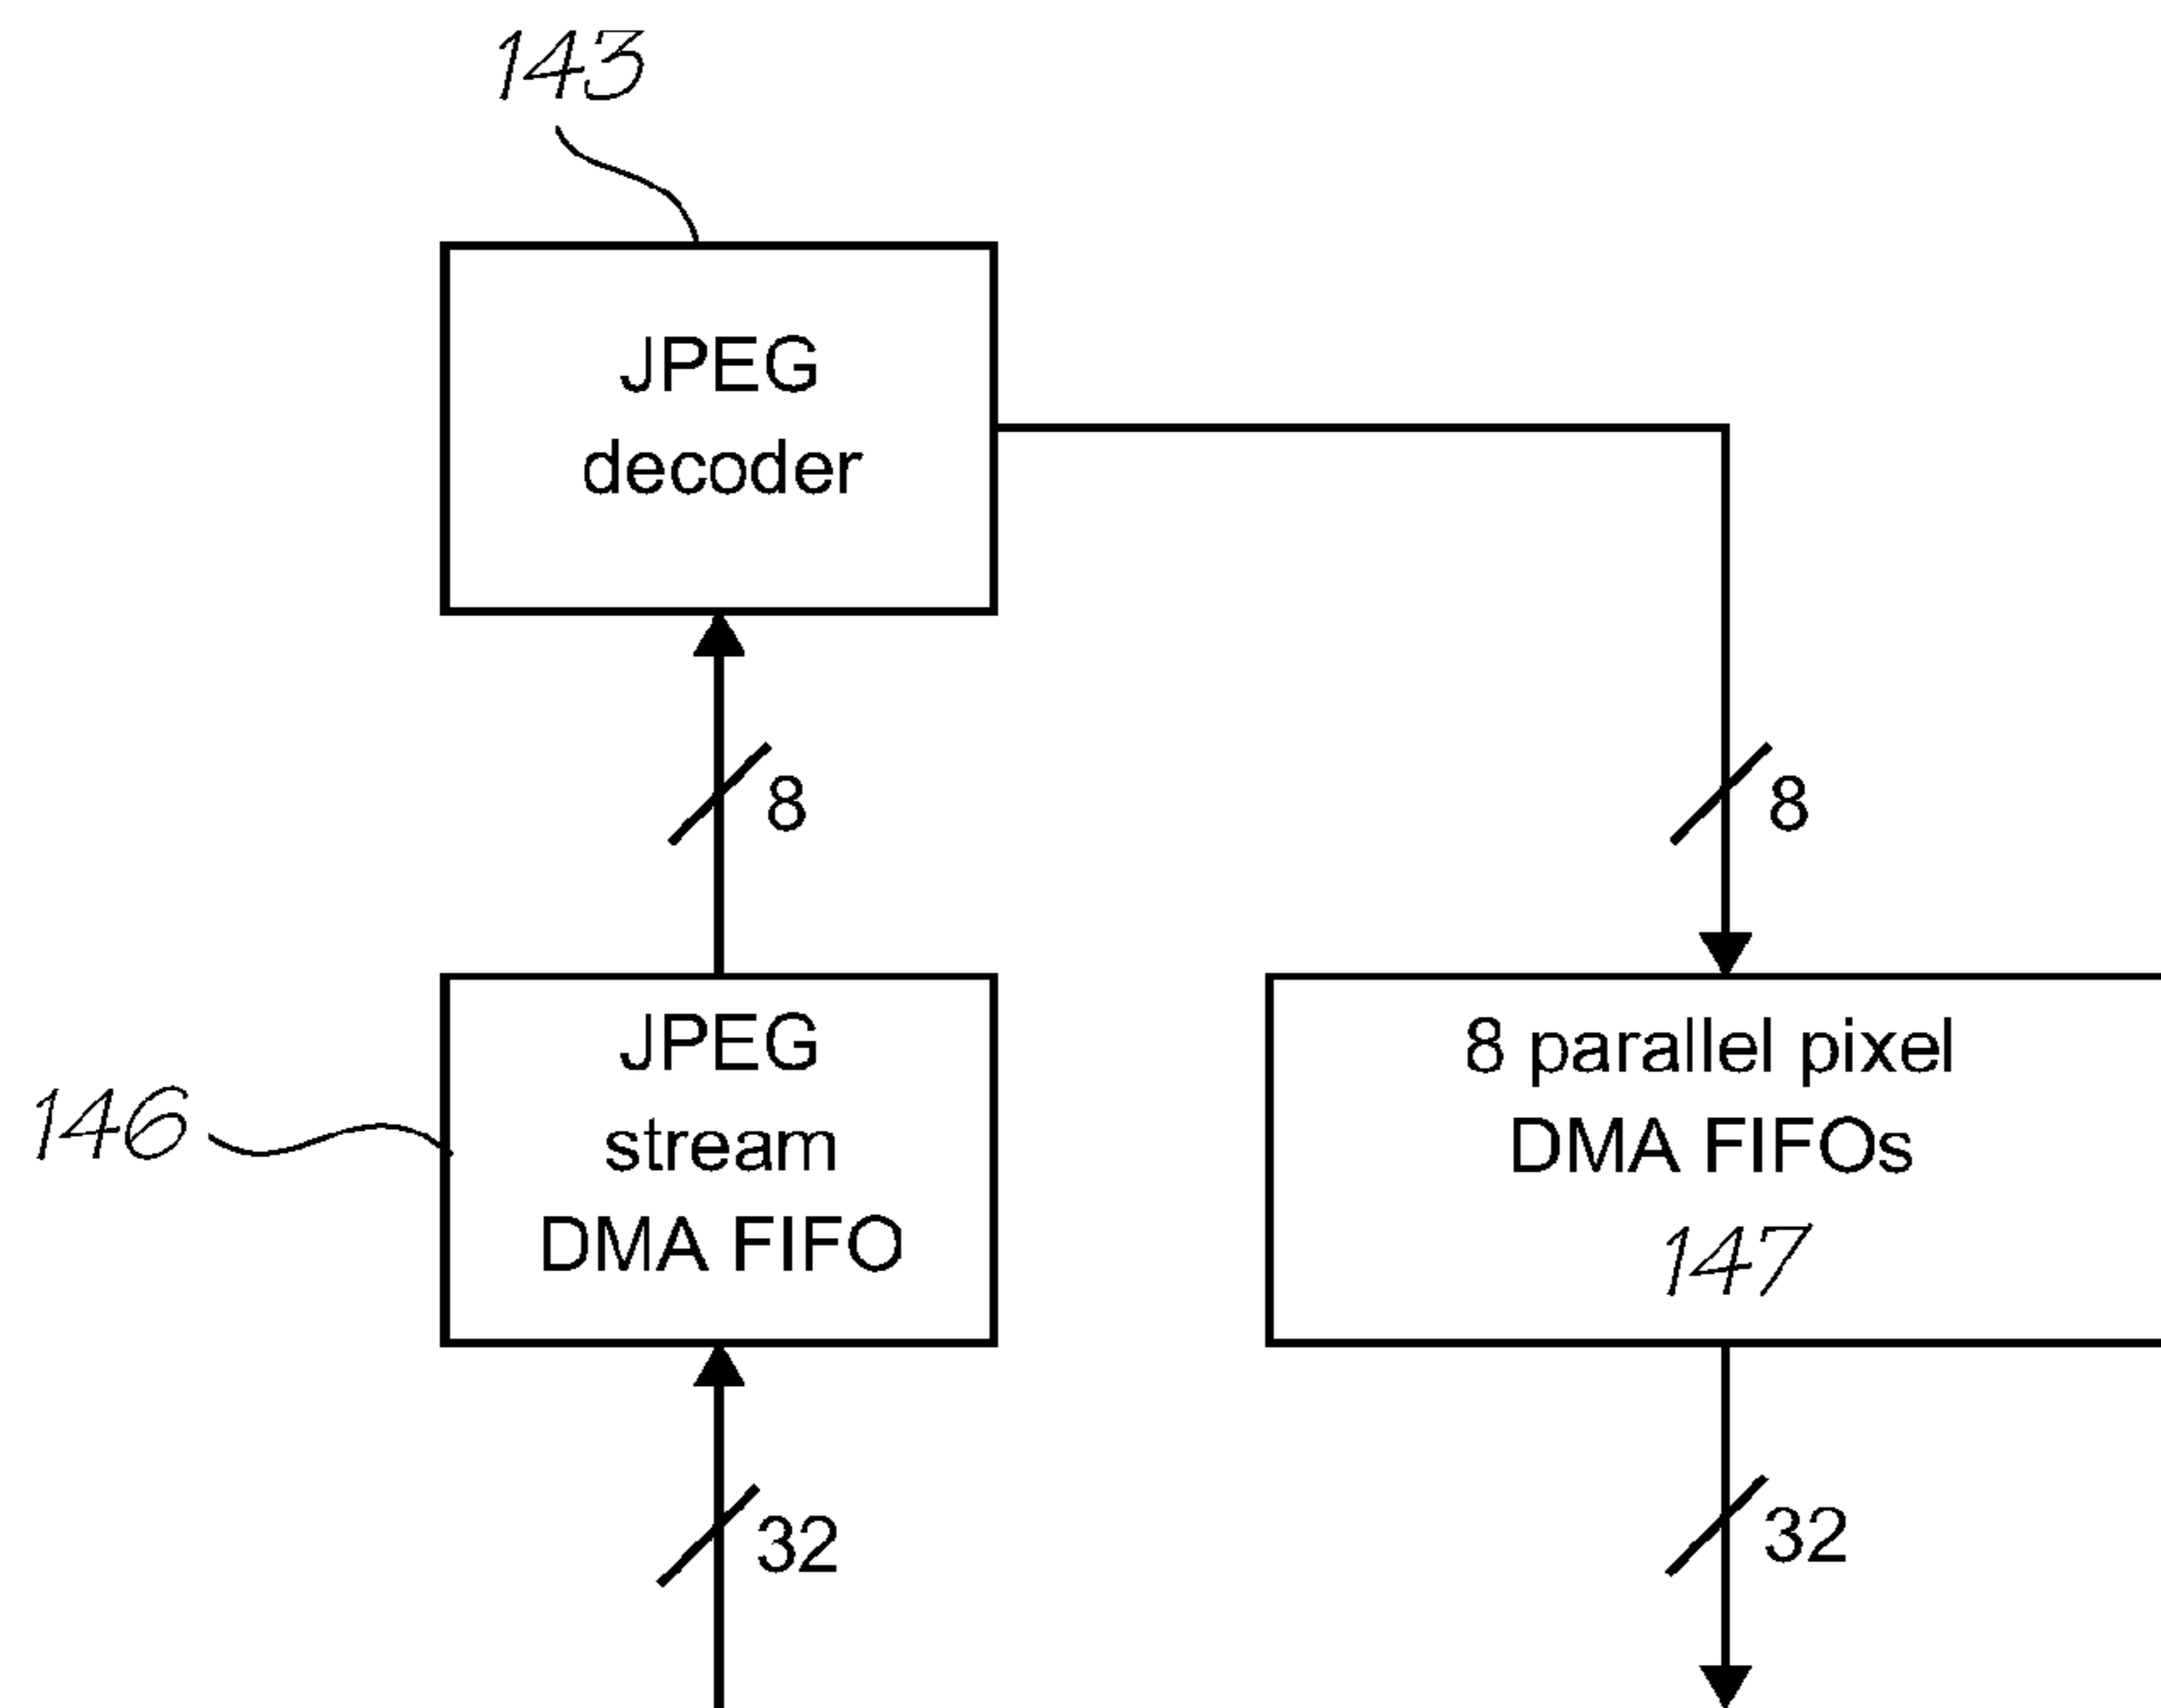 143
JPEG
decoder
8
8
JPEG
stream
DMA FIFO
146
8 parallel pixel
DMA FIFOs
147
32
32